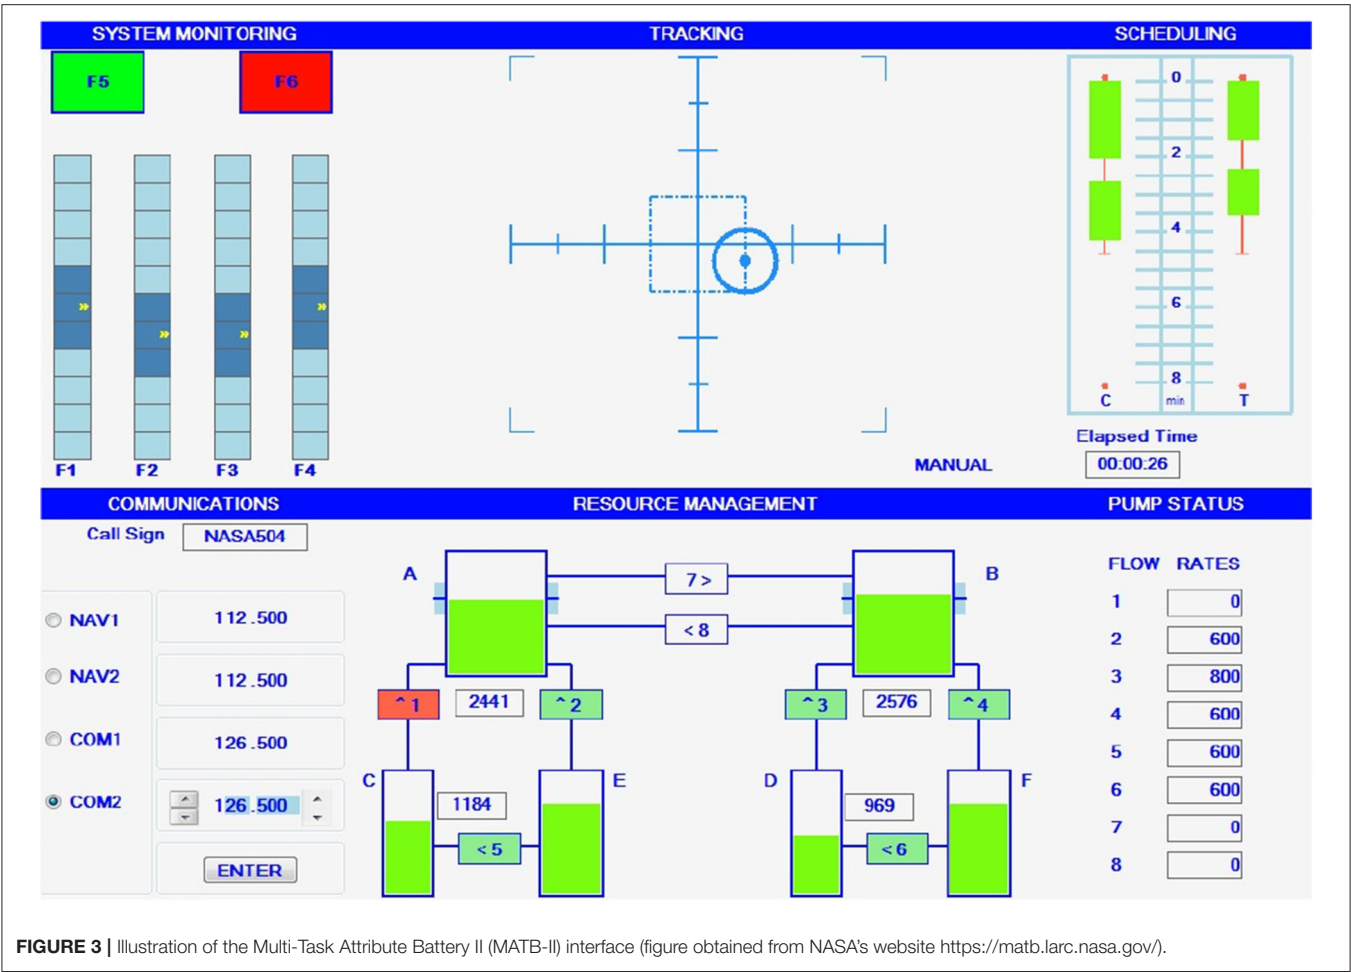 SYSTEM MONITORING
TRACKING
SCHEDULING
F5
F6
0
2
4
6
8
C
min
T
F1
F2
F3
F4
MANUAL
Elapsed Time
00:00:26
COMMUNICATIONS
RESOURCE MANAGEMENT
PUMP STATUS
Call Sign NASA504
NAV1 112.500
NAV2 112.500
COM1 126.500
COM2 126.500
ENTER
A
B
7 >
< 8
^ 1
2441
^ 2
^ 3
2576
^ 4
C
E
D
F
1184
969
< 5
< 6
FLOW RATES
1 0
2 600
3 800
4 600
5 600
6 600
7 0
8 0
FIGURE 3 | Illustration of the Multi-Task Attribute Battery II (MATB-II) interface (figure obtained from NASA's website https://matb.larc.nasa.gov/).